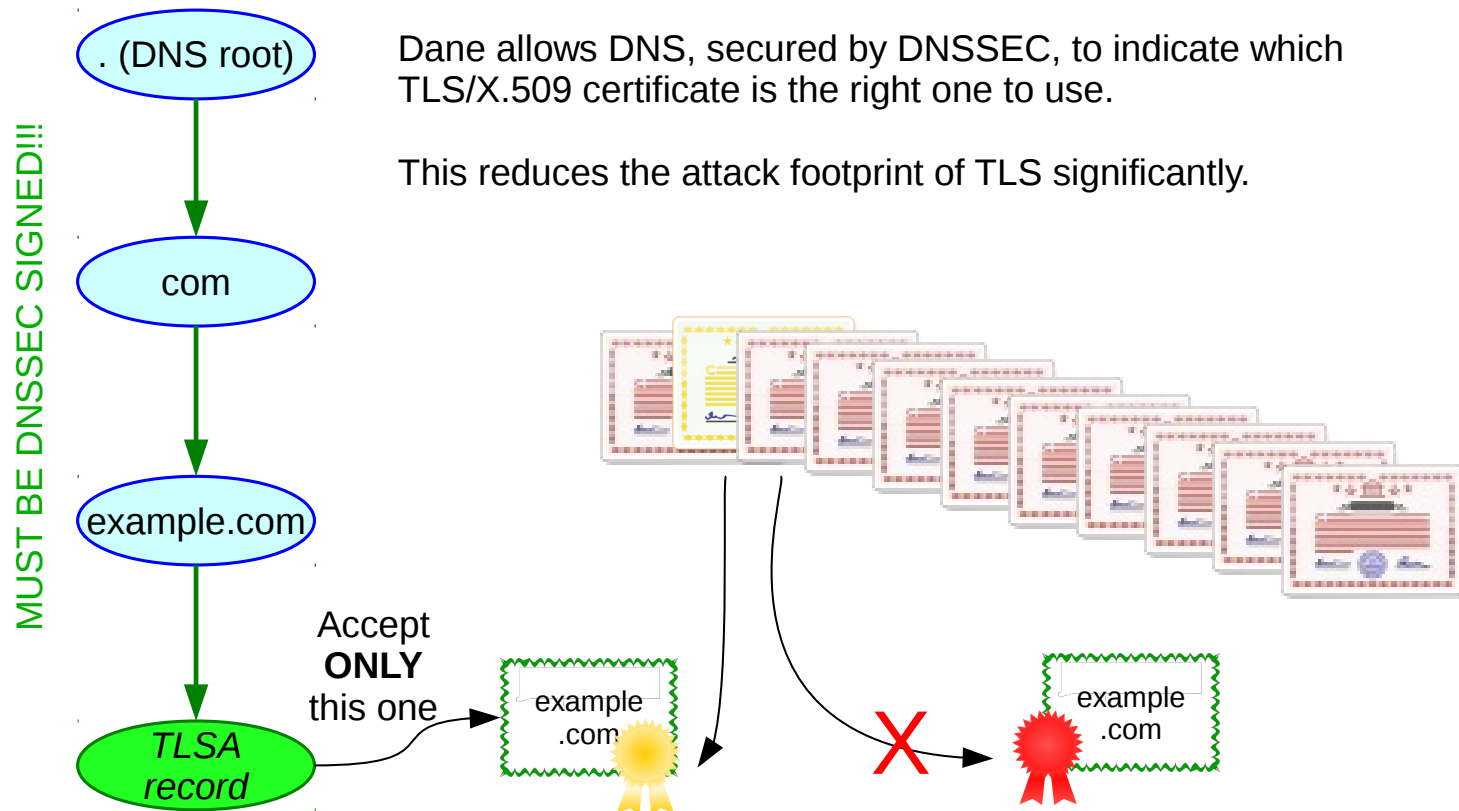 . (DNS root)
Dane allows DNS, secured by DNSSEC, to indicate which
TLS/X.509 certificate is the right one to use.
This reduces the attack footprint of TLS significantly.
MUST BE DNSSEC SIGNED!!!
com
example.com
Accept
ONLY
this one
TLSA
record
example
.com
X
example
.com